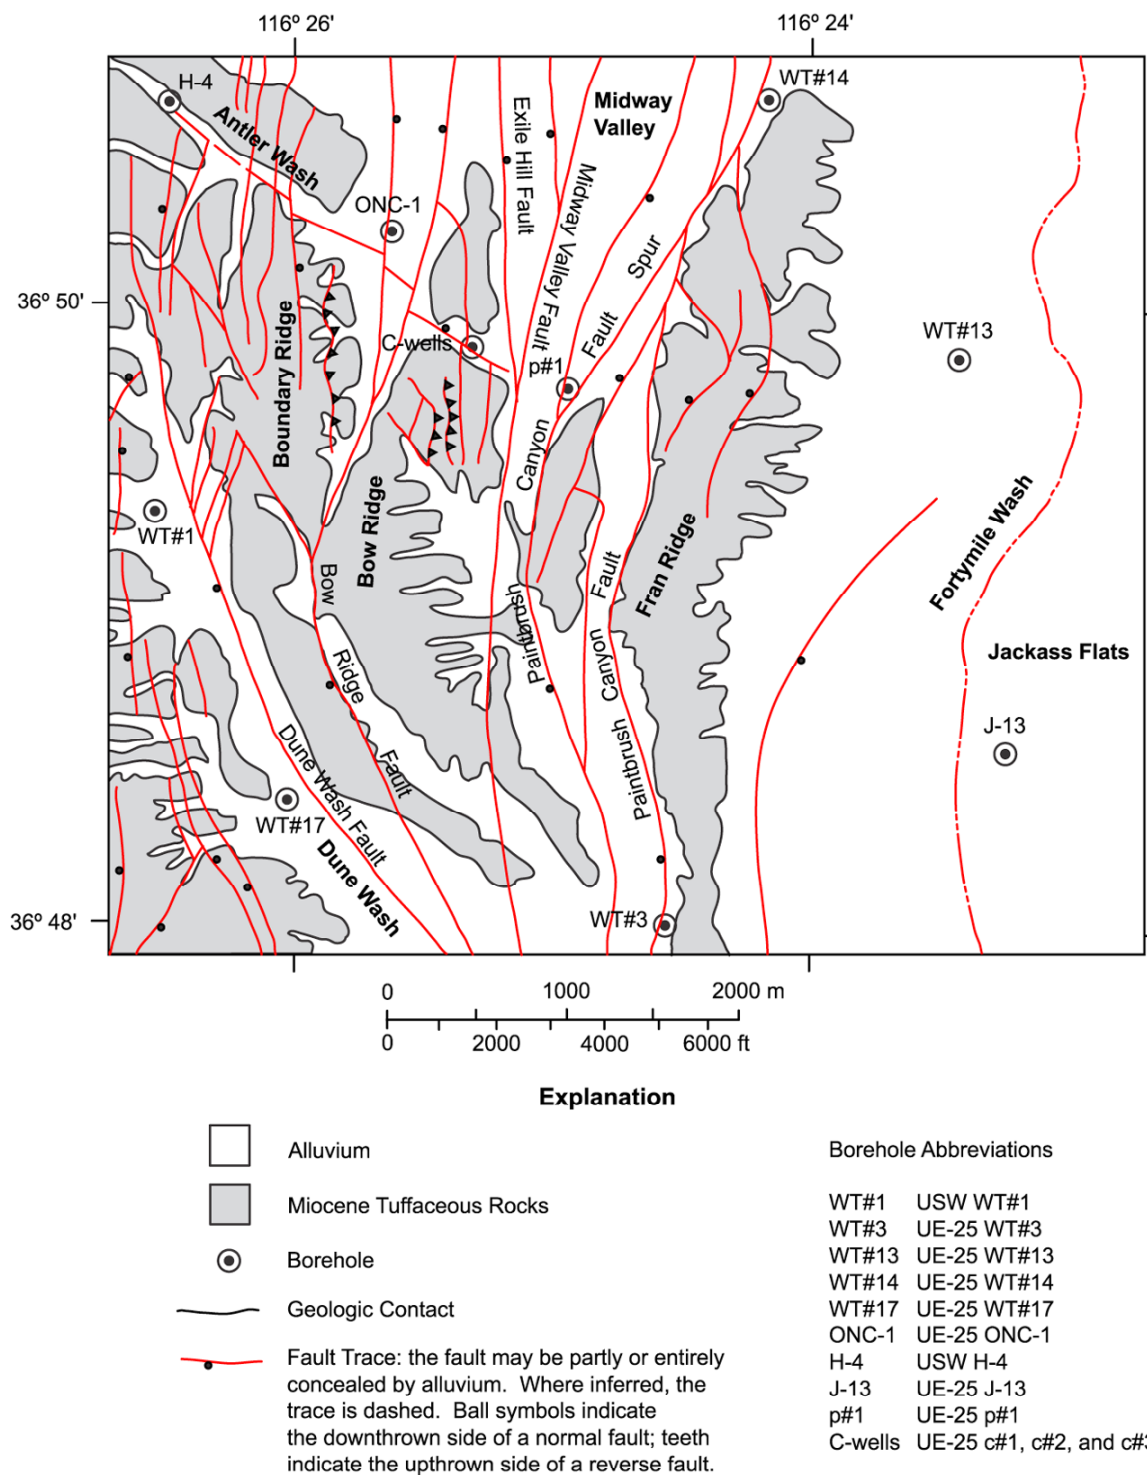 116º 26'
116º 24'
H-4
WT#14
Antler Wash
Midway
Valley
Exile Hill Fault
ONC-1
Midway Valley Fault
Spur
36º 50'
Boundary Ridge
Fault
C-wells
p#1
WT#13
Canyon
WT#1
Bow Ridge
Fortymile Wash
Bow
Fault
Fran Ridge
Paintbrush
Ridge
Canyon
Jackass Flats
Dune Wash Fault
Fault
Paintbrush
J-13
WT#17
Dune Wash
36º 48'
WT#3
0 1000 2000 m
0 2000 4000 6000 ft
Explanation
Alluvium
Miocene Tuffaceous Rocks
Borehole
Geologic Contact
Fault Trace: the fault may be partly or entirely
concealed by alluvium. Where inferred, the
trace is dashed. Ball symbols indicate
the downthrown side of a normal fault; teeth
indicate the upthrown side of a reverse fault.
Borehole Abbreviations
WT#1 USW WT#1
WT#3 UE-25 WT#3
WT#13 UE-25 WT#13
WT#14 UE-25 WT#14
WT#17 UE-25 WT#17
ONC-1 UE-25 ONC-1
H-4 USW H-4
J-13 UE-25 J-13
p#1 UE-25 p#1
C-wells UE-25 c#1, c#2, and c#3